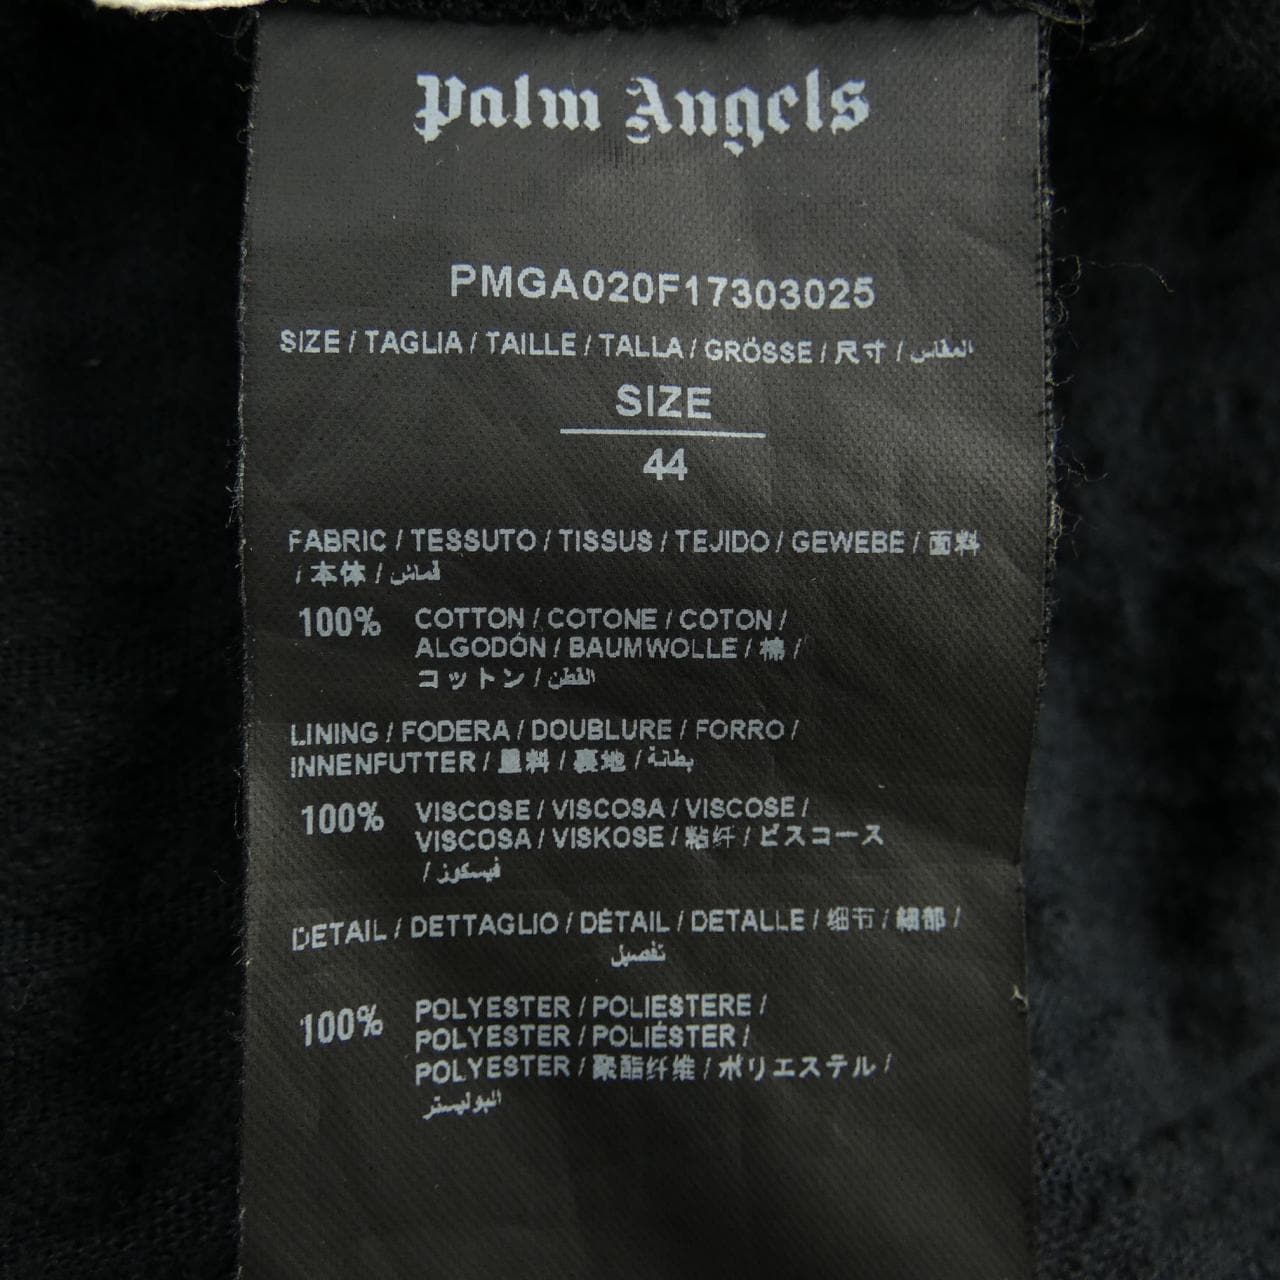 Palm Angels
PMGA020F17303025
SIZE / TAGLIA / TAILLE / TALLA / GRÖSSE / 尺寸 / المقاس
SIZE
44
FABRIC / TESSUTO / TISSUS / TEJIDO / GEWEBE / 面料
/ 本体 / قماش
100% COTTON / COTONE / COTON /
ALGODÓN / BAUMWOLLE / 棉 /
コットン / القطن
LINING / FODERA / DOUBLURE / FORRO /
INNENFUTTER / 里料 / 裏地 / بطانة
100% VISCOSE / VISCOSA / VISCOSE /
VISCOSA / VISKOSE / 粘纤 / ビスコース
/ فيسكوز
DETAIL / DETTAGLIO / DÉTAIL / DETALLE / 细节 / 細部 /
تفصيل
100% POLYESTER / POLIESTERE /
POLYESTER / POLIÉSTER /
POLYESTER / 聚酯纤维 / ポリエステル /
البوليستر